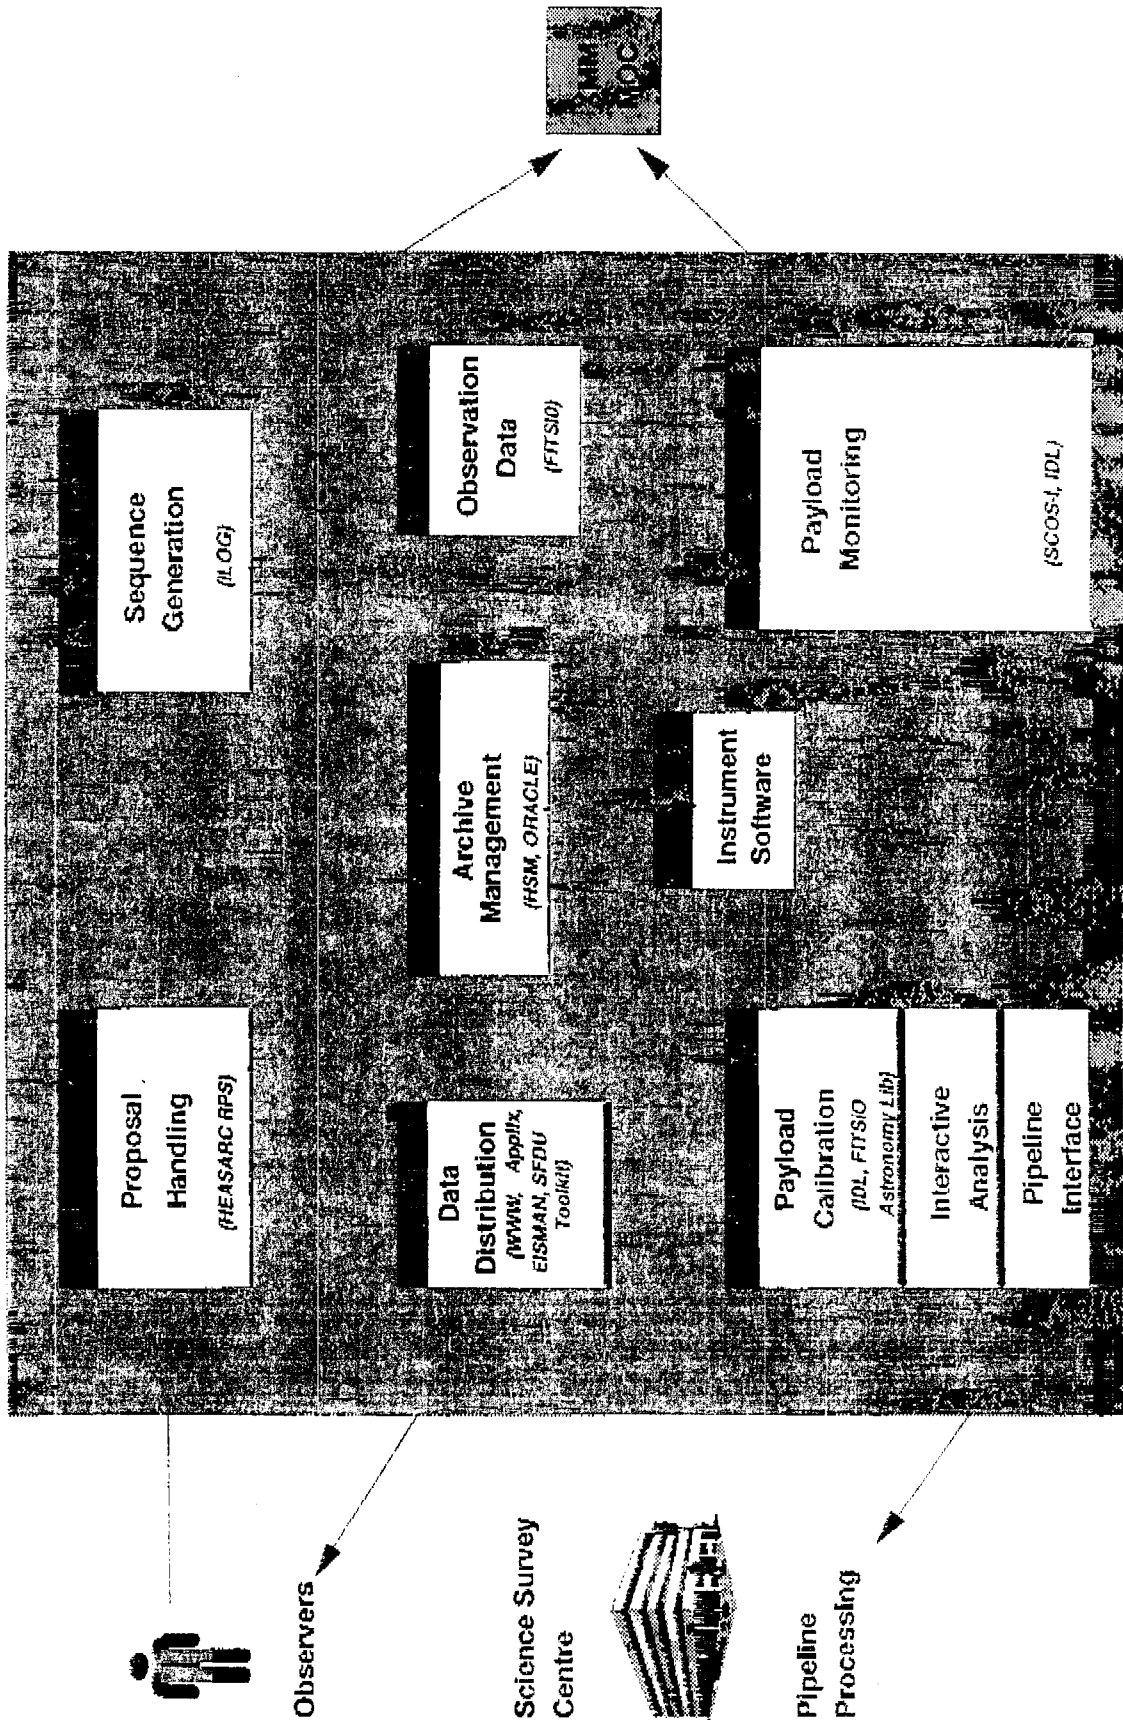 Observers
Science Survey
Centre
Pipeline
Processing
Proposal
Handling
(HEASARC RPS)
Sequence
Generation
(ILOG)
Data
Distribution
(WWW, Applix,
EISMAN, SFDU
Toolkit)
Archive
Management
(HSM, ORACLE)
Observation
Data
(FITSIO)
Payload
Calibration
(IDL, FITSIO
Astronomy Lib)
Interactive
Analysis
Pipeline
Interface
Instrument
Software
Payload
Monitoring
(SCOS-I, IDL)
XMM
MOC